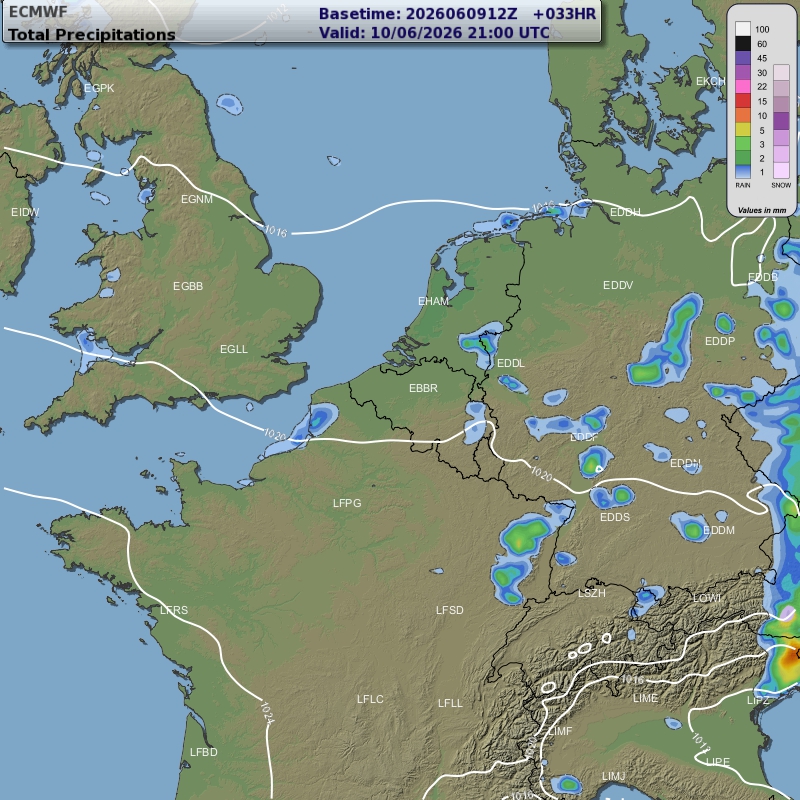 ECMWF
Basetime: 2026060912Z +033HR
Total Precipitations
Valid: 10/06/2026 21:00 UTC
100
60
45
30
22
15
10
5
3
2
1
RAIN
SNOW
Values in mm
EGPK
EKCH
EGNM
EIDW
1016
1016
EDDH
EDDB
EGBB
EDDV
EHAM
EGLL
EDDP
EDDL
EBBR
1020
EDDF
EDDN
1020
LFPG
EDDS
EDDM
LSZH
LOWI
LFRS
LFSD
1016
LFLC
LFLL
LIME
LIPZ
1024
LIMF
LFBD
LIPE
LIMJ